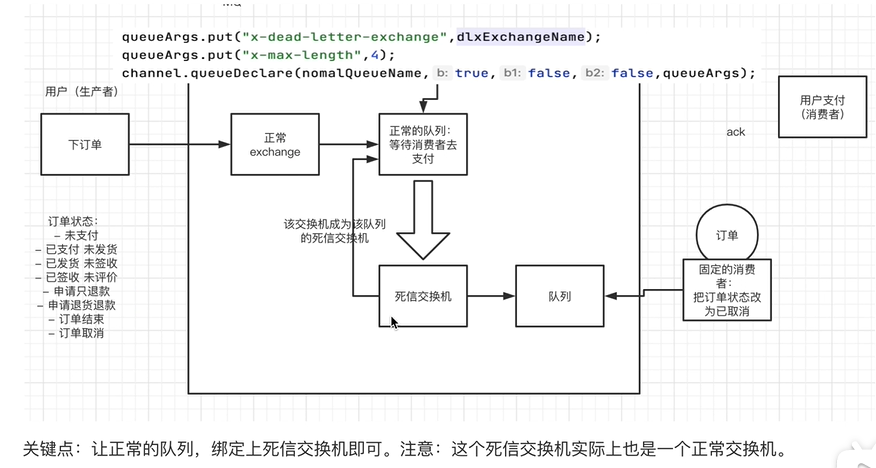 queueArgs.put("x-dead-letter-exchange",dlxExchangeName);
queueArgs.put("x-max-length",4);
channel.queueDeclare(nomalQueueName, b: true, b1: false, b2: false,queueArgs);
用户（生产者）
下订单
正常
exchange
正常的队列：
等待消费者去
支付
ack
用户支付
（消费者）
订单状态：
– 未支付
– 已支付 未发货
– 已发货 未签收
– 已签收 未评价
– 申请只退款
– 申请退货退款
– 订单结束
– 订单取消
该交换机成为该队列
的死信交换机
死信交换机
队列
订单
固定的消费
者：
把订单状态改
为已取消
关键点：让正常的队列，绑定上死信交换机即可。注意：这个死信交换机实际上也是一个正常交换机。